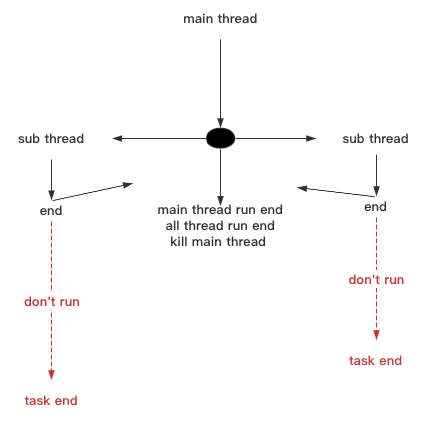 main thread
sub thread
sub thread
end
main thread run end
all thread run end
kill main thread
end
don't run
don't run
task end
task end